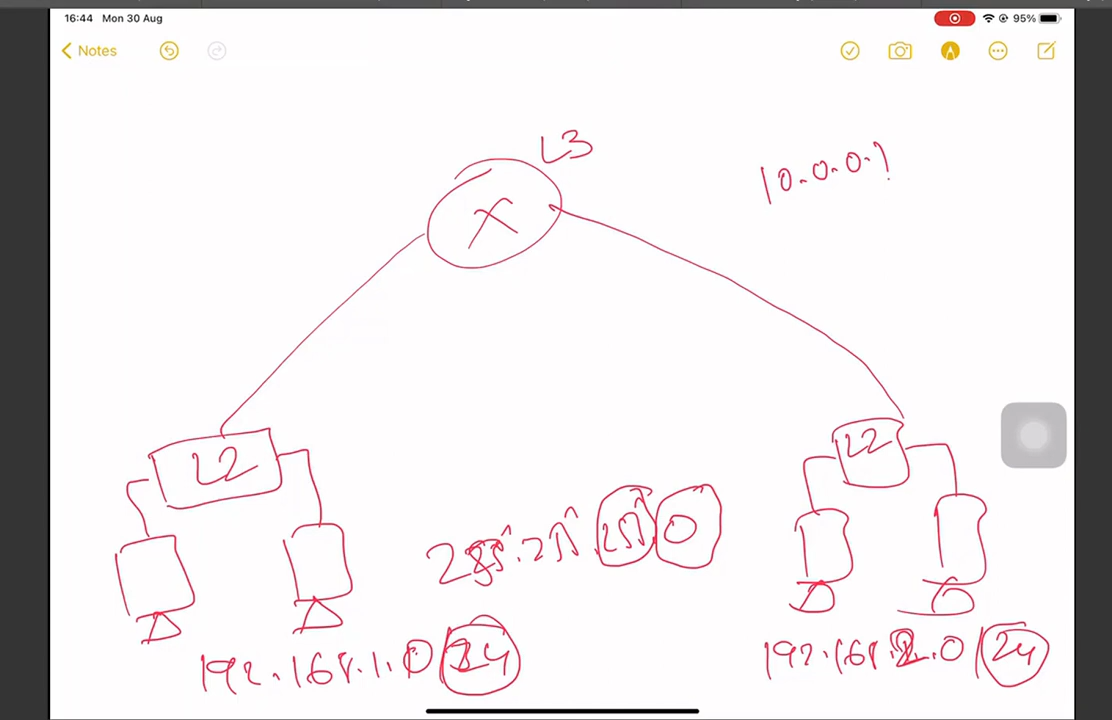 16:44 Mon 30 Aug
95%
Notes
L3
X
10.0.0.1
L2
L2
255.255.255.0
192.168.1.0 24
192.168.2.0 24